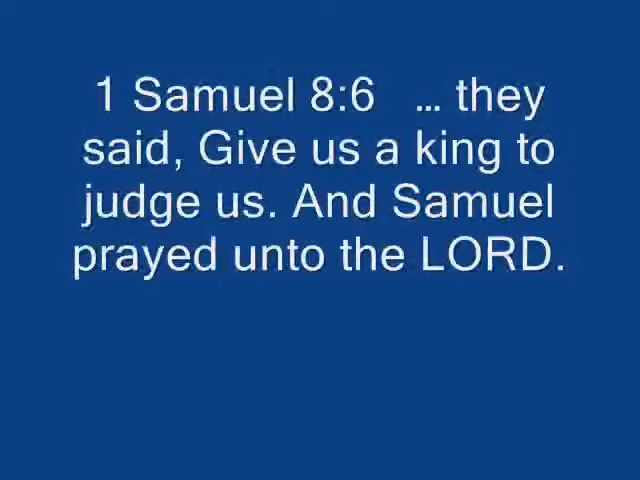 1 Samuel 8:6   … they
said, Give us a king to
judge us. And Samuel
prayed unto the LORD.